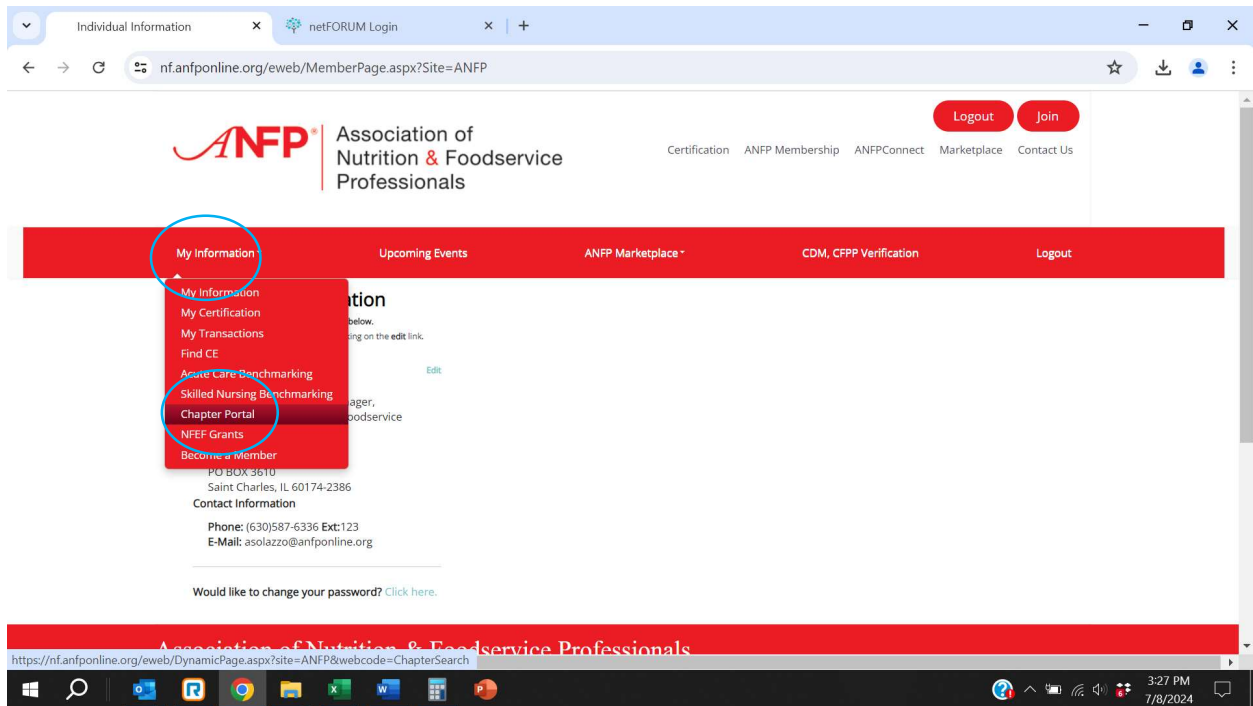 Individual Information
netFORUM Login
nf.anfponline.org/eweb/MemberPage.aspx?Site=ANFP
ANFP®
Association of
Nutrition & Foodservice
Professionals
Logout
Join
Certification
ANFP Membership
ANFPConnect
Marketplace
Contact Us
My Information
Upcoming Events
ANFP Marketplace
CDM, CFPP Verification
Logout
My Information
My Certification
My Transactions
Find CE
Acute Care Benchmarking
Skilled Nursing Benchmarking
Chapter Portal
NFEF Grants
Become a Member
ation
below.
ing on the edit link.
Edit
ager,
oodservice
PO BOX 3610
Saint Charles, IL 60174-2386
Contact Information
Phone: (630)587-6336 Ext:123
E-Mail: asolazzo@anfponline.org
Would like to change your password? Click here.
Association of Nutrition & Foodservice Professionals
https://nf.anfponline.org/eweb/DynamicPage.aspx?site=ANFP&webcode=ChapterSearch
3:27 PM
7/8/2024